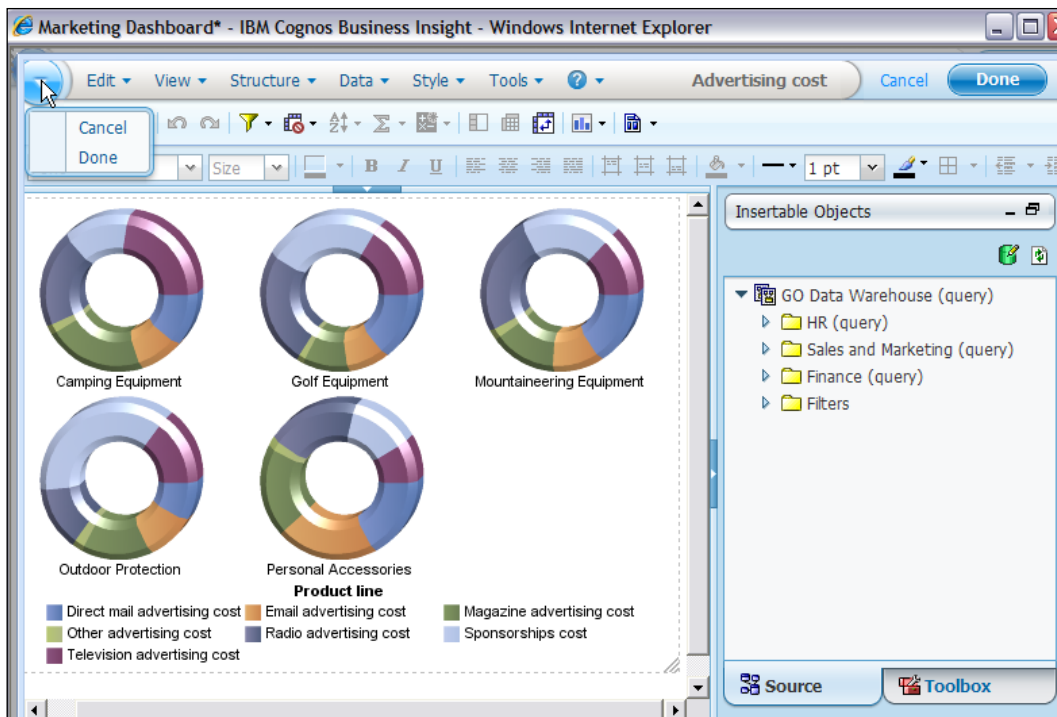 Marketing Dashboard* - IBM Cognos Business Insight - Windows Internet Explorer
Edit View Structure Data Style Tools ? Advertising cost Cancel Done
Cancel
Done
Size B I U 1 pt
Insertable Objects
GO Data Warehouse (query)
HR (query)
Sales and Marketing (query)
Finance (query)
Filters
Camping Equipment Golf Equipment Mountaineering Equipment
Outdoor Protection Personal Accessories
Product line
Direct mail advertising cost Email advertising cost Magazine advertising cost
Other advertising cost Radio advertising cost Sponsorships cost
Television advertising cost
Source Toolbox